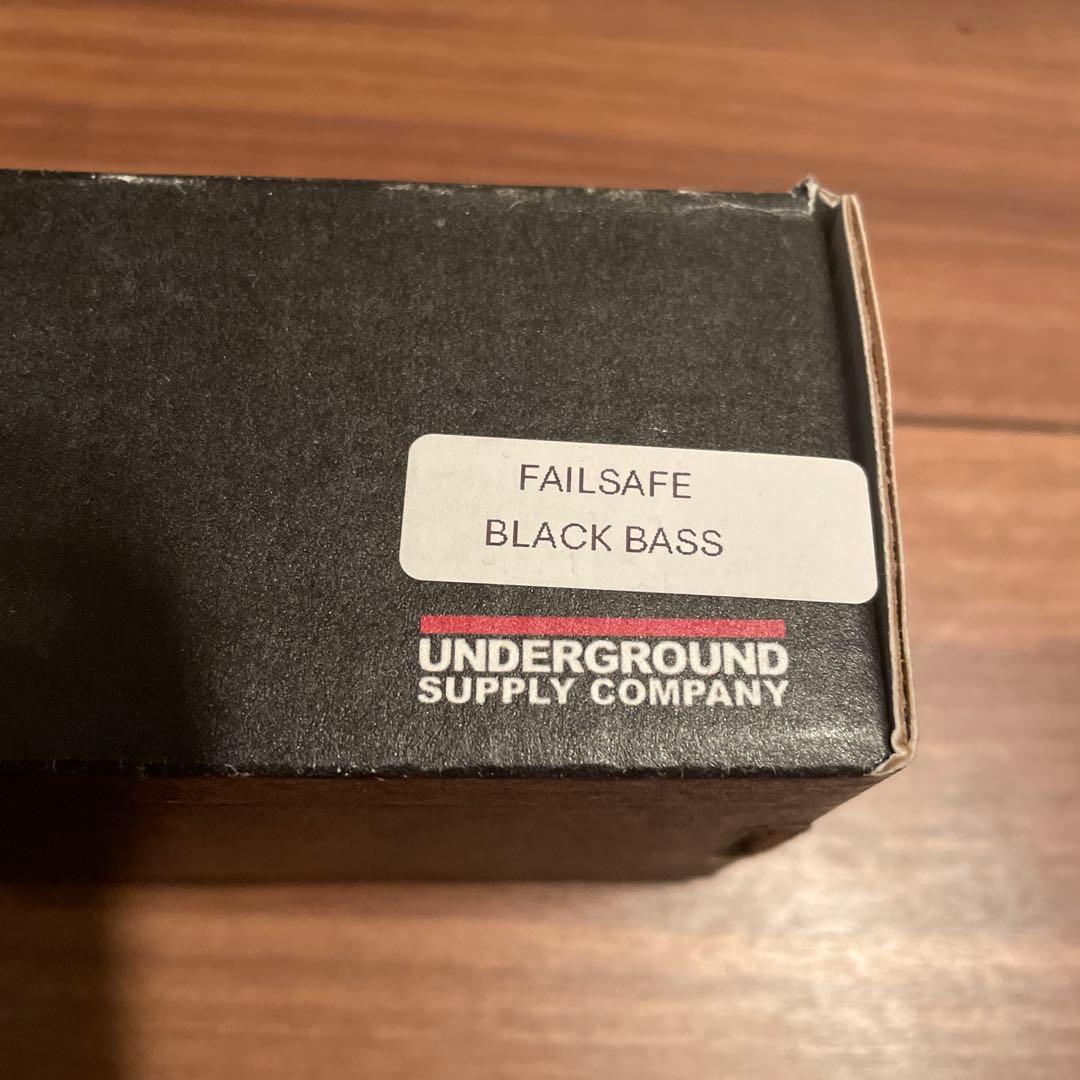 FAILSAFE
BLACK BASS
UNDERGROUND
SUPPLY COMPANY